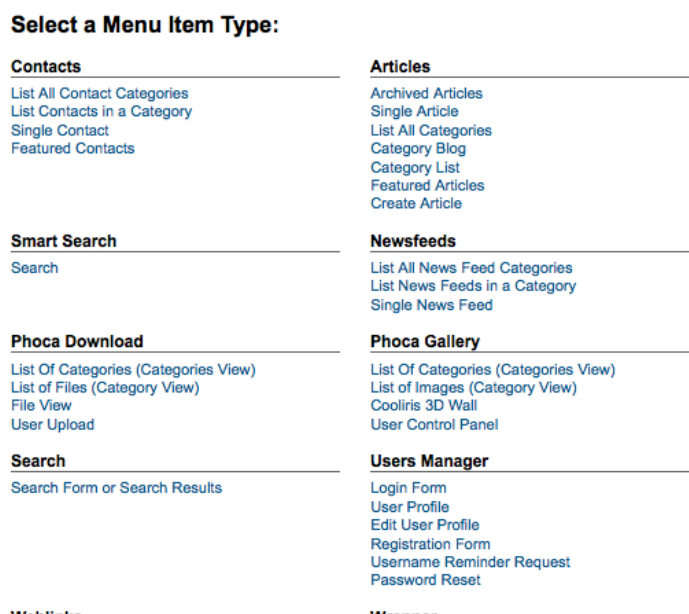 Select a Menu Item Type:
Contacts
List All Contact Categories
List Contacts in a Category
Single Contact
Featured Contacts
Articles
Archived Articles
Single Article
List All Categories
Category Blog
Category List
Featured Articles
Create Article
Smart Search
Search
Newsfeeds
List All News Feed Categories
List News Feeds in a Category
Single News Feed
Phoca Download
List Of Categories (Categories View)
List of Files (Category View)
File View
User Upload
Phoca Gallery
List Of Categories (Categories View)
List of Images (Category View)
Cooliris 3D Wall
User Control Panel
Search
Search Form or Search Results
Users Manager
Login Form
User Profile
Edit User Profile
Registration Form
Username Reminder Request
Password Reset
Weblinks
Wrapper